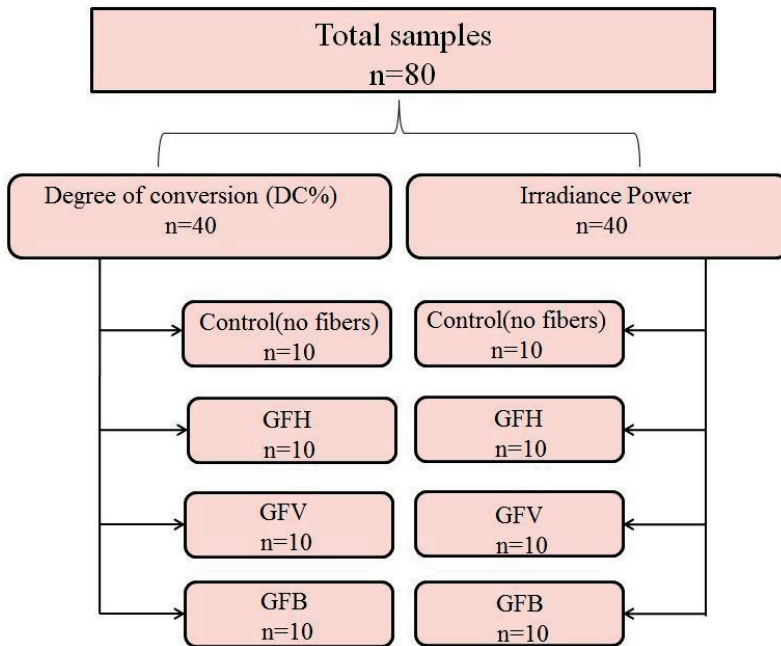 Total samples
n=80
Degree of conversion (DC%)
n=40
Irradiance Power
n=40
Control(no fibers)
n=10
Control(no fibers)
n=10
GFH
n=10
GFH
n=10
GFV
n=10
GFV
n=10
GFB
n=10
GFB
n=10